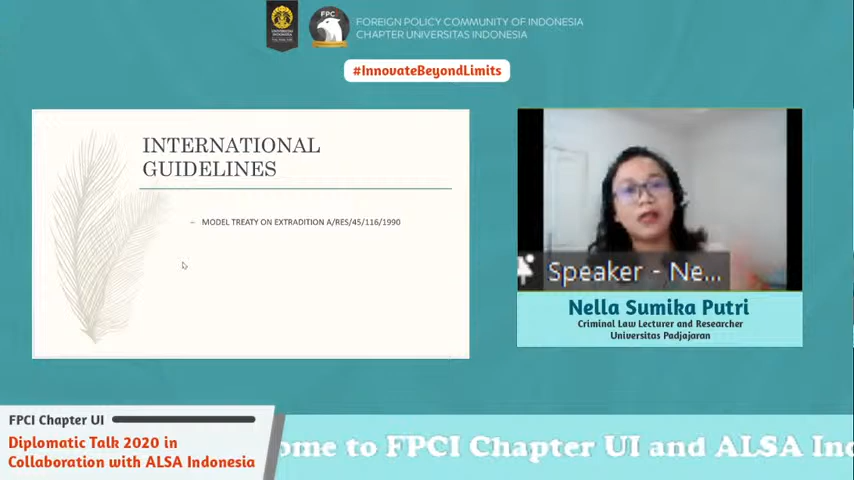 FPC
FOREIGN POLICY COMMUNITY OF INDONESIA
CHAPTER UNIVERSITAS INDONESIA
#InnovateBeyondLimits
INTERNATIONAL
GUIDELINES
– MODEL TREATY ON EXTRADITION A/RES/45/116/1990
Speaker - Ne...
Nella Sumika Putri
Criminal Law Lecturer and Researcher
Universitas Padjajaran
FPCI Chapter UI
Diplomatic Talk 2020 in
Collaboration with ALSA Indonesia
ome to FPCI Chapter UI and ALSA Ind